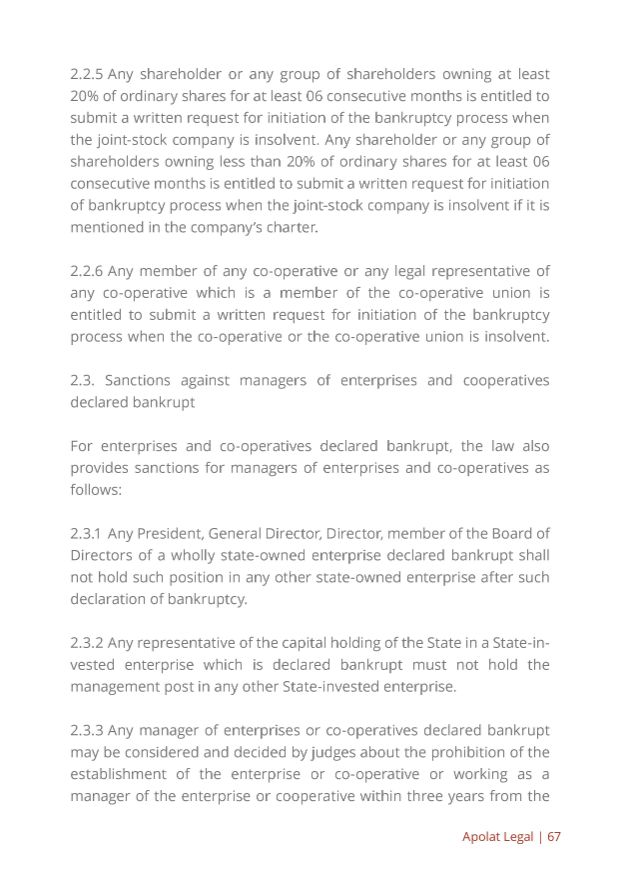 2.2.5 Any shareholder or any group of shareholders owning at least
20% of ordinary shares for at least 06 consecutive months is entitled to
submit a written request for initiation of the bankruptcy process when
the joint-stock company is insolvent. Any shareholder or any group of
shareholders owning less than 20% of ordinary shares for at least 06
consecutive months is entitled to submit a written request for initiation
of bankruptcy process when the joint-stock company is insolvent if it is
mentioned in the company’s charter.
2.2.6 Any member of any co-operative or any legal representative of
any co-operative which is a member of the co-operative union is
entitled to submit a written request for initiation of the bankruptcy
process when the co-operative or the co-operative union is insolvent.
2.3. Sanctions against managers of enterprises and cooperatives
declared bankrupt
For enterprises and co-operatives declared bankrupt, the law also
provides sanctions for managers of enterprises and co-operatives as
follows:
2.3.1 Any President, General Director, Director, member of the Board of
Directors of a wholly state-owned enterprise declared bankrupt shall
not hold such position in any other state-owned enterprise after such
declaration of bankruptcy.
2.3.2 Any representative of the capital holding of the State in a State-in-
vested enterprise which is declared bankrupt must not hold the
management post in any other State-invested enterprise.
2.3.3 Any manager of enterprises or co-operatives declared bankrupt
may be considered and decided by judges about the prohibition of the
establishment of the enterprise or co-operative or working as a
manager of the enterprise or cooperative within three years from the
Apolat Legal | 67